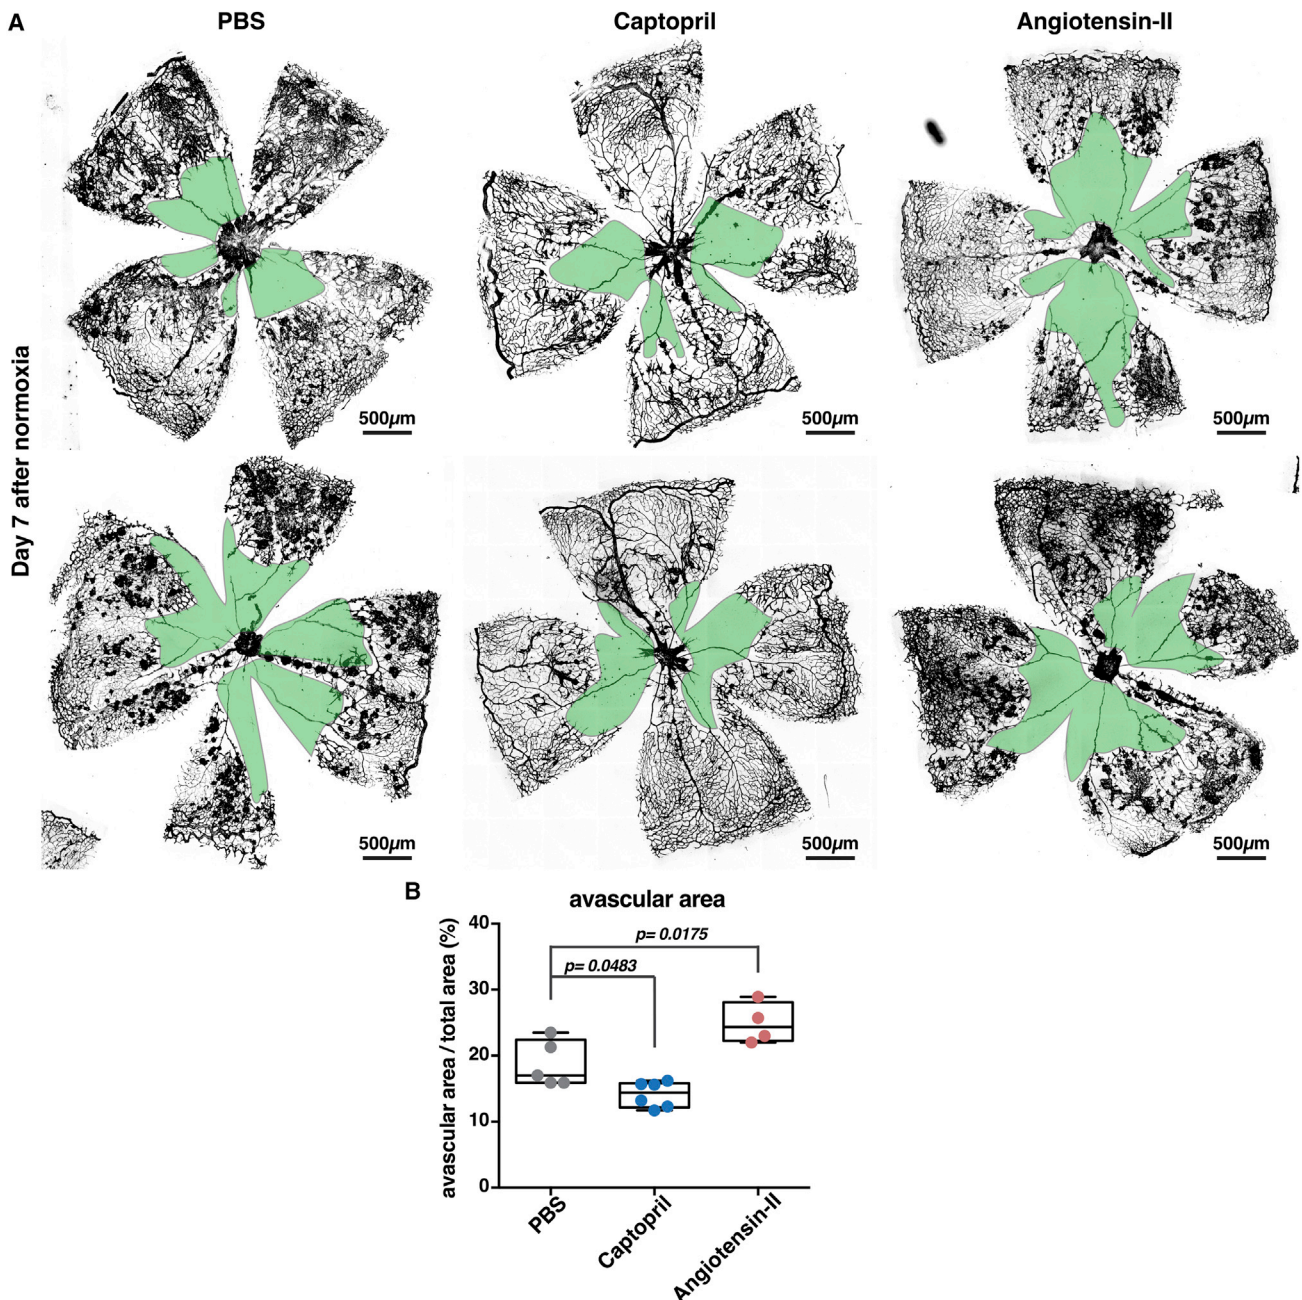 A
PBS
Captopril
Angiotensin-II
Day 7 after normoxia
500µm
500µm
500µm
500µm
500µm
500µm
B
avascular area
avascular area / total area (%)
40
30
20
10
0
p= 0.0175
p= 0.0483
PBS
Captopril
Angiotensin-II